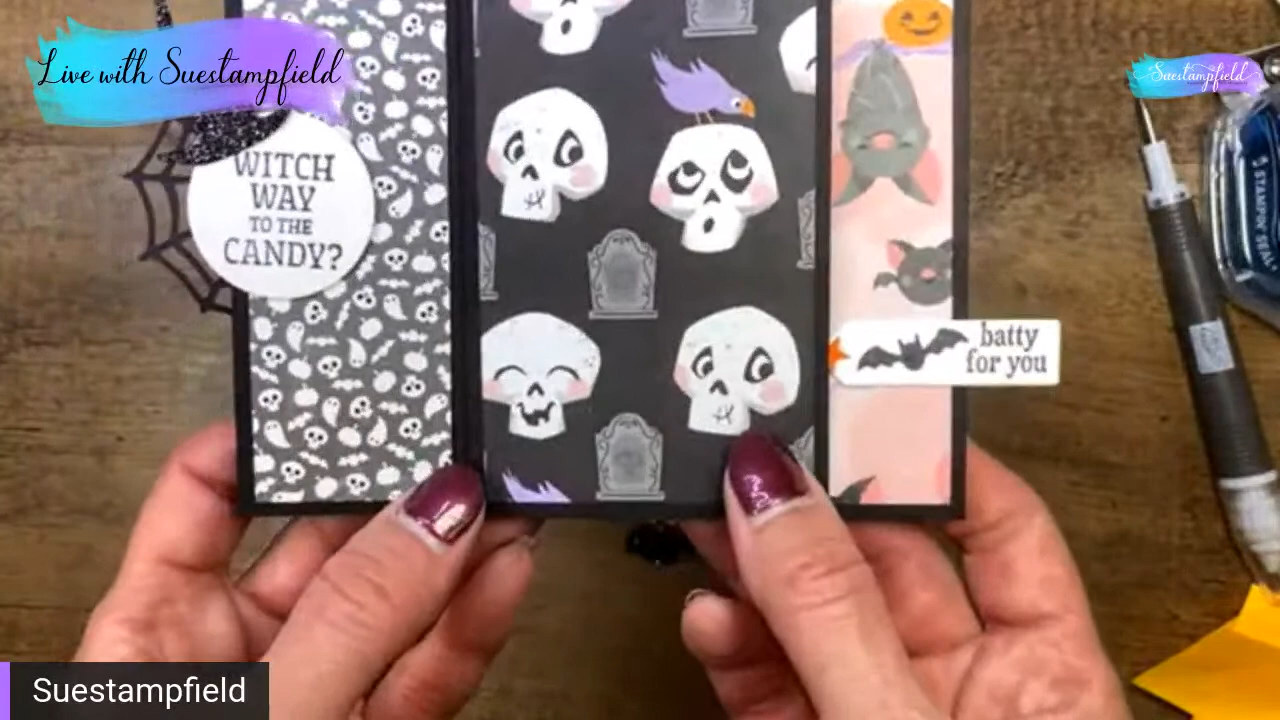 Live with Suestampfield
Suestampfield
WITCH
WAY
TO THE
CANDY?
batty
for you
STAMPIN' SEAL
Suestampfield